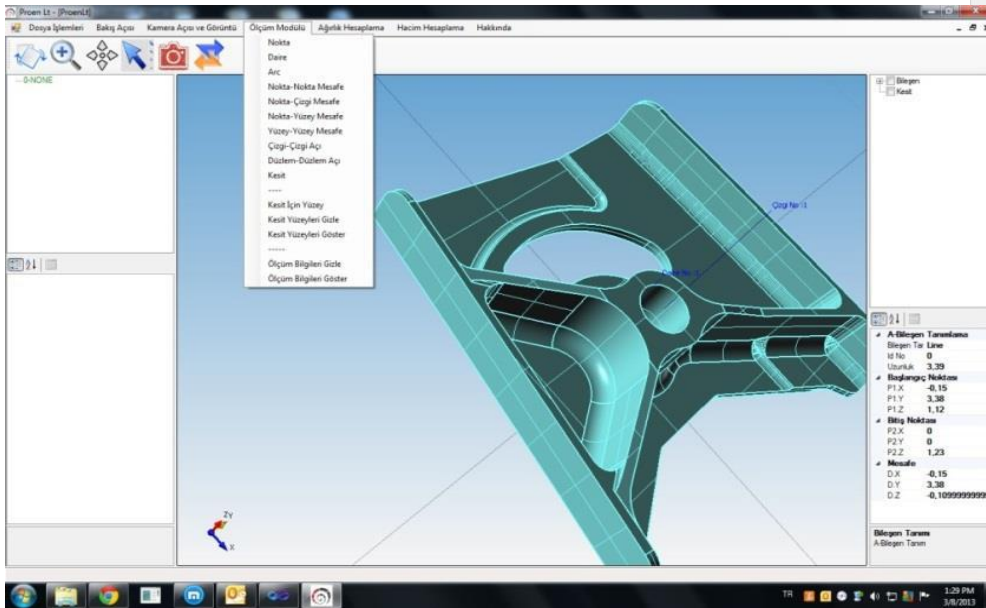 Proen Lt - [ProenLt]
Dosya İşlemleri Bakış Açısı Kamera Açısı ve Görüntü Ölçüm Modülü Ağırlık Hesaplama Hacim Hesaplama Hakkında
Nokta
Daire
Arc
Nokta-Nokta Mesafe
Nokta-Çizgi Mesafe
Nokta-Yüzey Mesafe
Yüzey-Yüzey Mesafe
Çizgi-Çizgi Açı
Düzlem-Düzlem Açı
Kesit
----
Kesit İçin Yüzey
Kesit Yüzeyleri Gizle
Kesit Yüzeyleri Göster
-----
Ölçüm Bilgileri Gizle
Ölçüm Bilgileri Göster
0-NONE
Çizgi No :1
ZY
X
Bileşen
Kesit
A-Bileşen Tanımlama
Bileşen Tar Line
Id No 0
Uzunluk 3,39
Başlangıç Noktası
P1.X -0,15
P1.Y 3,38
P1.Z 1,12
Bitiş Noktası
P2.X 0
P2.Y 0
P2.Z 1,23
Mesafe
D.X -0,15
D.Y 3,38
D.Z -0,1099999999
Bileşen Tanımı
A-Bileşen Tanım
TR
1:29 PM
3/8/2013